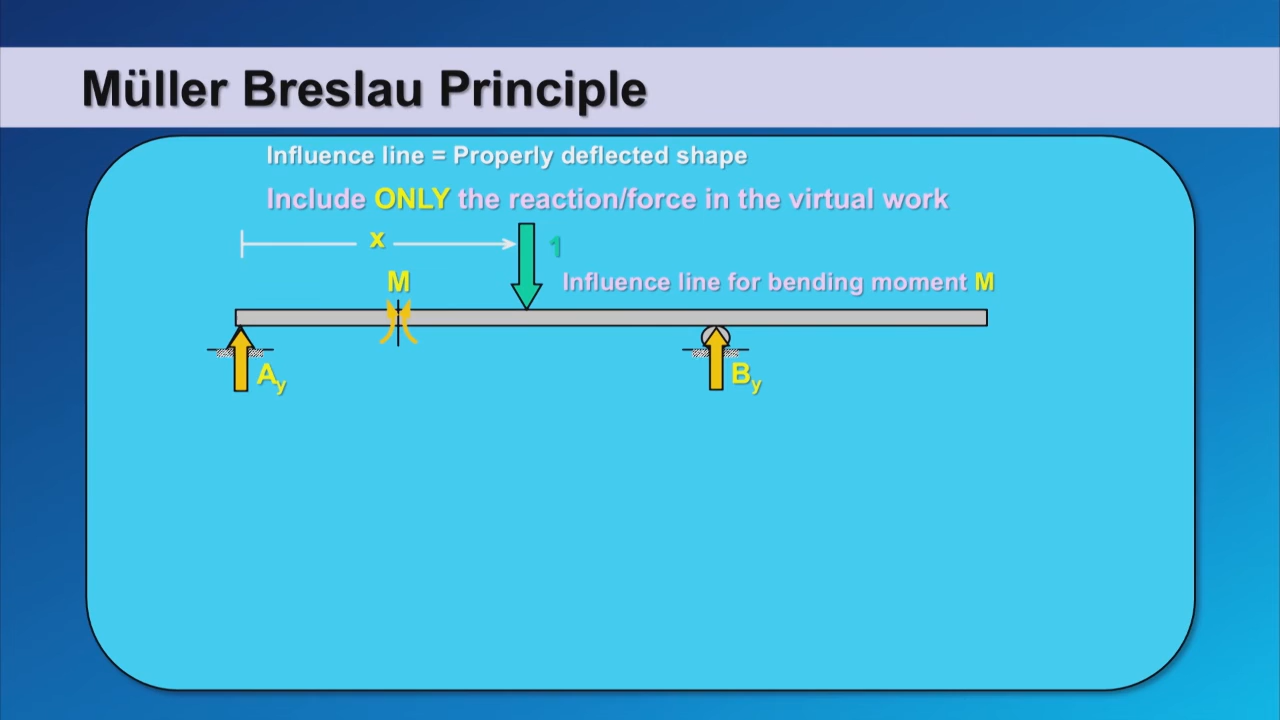 Müller Breslau Principle
Influence line = Properly deflected shape
Include ONLY the reaction/force in the virtual work
x
1
M
Influence line for bending moment M
Ay
By